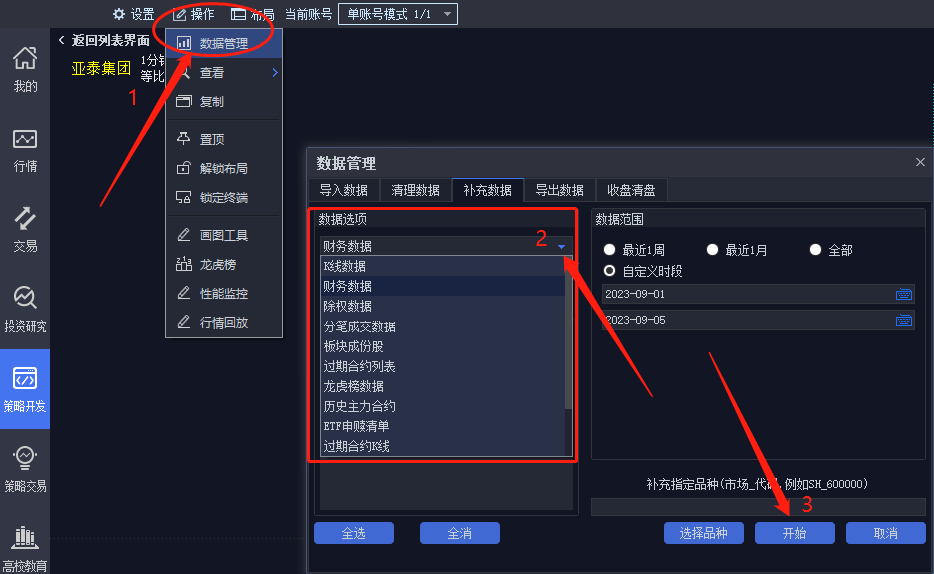 设置 操作 布局 当前账号 单账号模式 1/1
返回列表界面
亚泰集团 1分钟
等比
我的
行情
交易
投资研究
策略开发
策略交易
高校教育
数据管理
查看
复制
置顶
解锁布局
锁定终端
画图工具
龙虎榜
性能监控
行情回放
1
数据管理
导入数据 清理数据 补充数据 导出数据 收盘清盘
数据选项
财务数据
2
K线数据
财务数据
除权数据
分笔成交数据
板块成份股
过期合约列表
龙虎榜数据
历史主力合约
ETF申赎清单
过期合约K线
全选 全消
数据范围
最近1周 最近1月 全部
自定义时段
2023-09-01
2023-09-05
补充指定品种(市场_代码,例如SH_600000)
3
选择品种 开始 取消